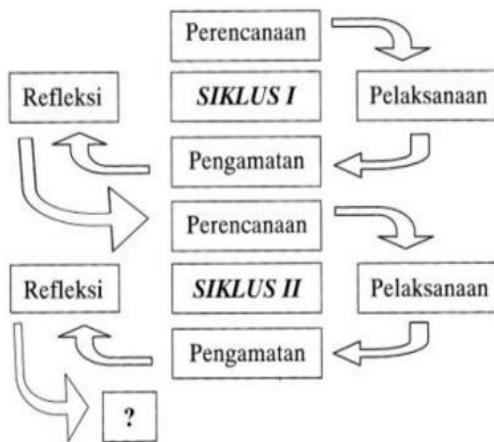 Perencanaan
Refleksi
SIKLUS I
Pelaksanaan
Pengamatan
Perencanaan
Refleksi
SIKLUS II
Pelaksanaan
Pengamatan
?